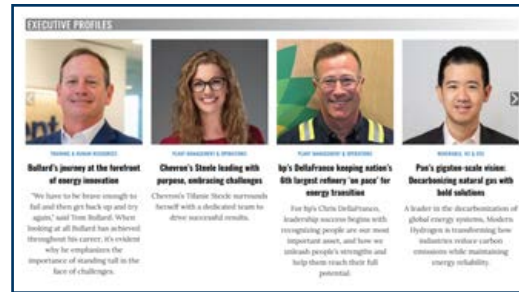 EXECUTIVE PROFILES
TRAINING & HUMAN RESOURCES
Bullard's journey at the forefront
of energy innovation
"We have to be brave enough to
fail and then get back up and try
again," said Tom Bullard. When
looking at all Bullard has achieved
throughout his career, it's evident
why he emphasizes the
importance of standing tall in the
face of challenges.
PLANT MANAGEMENT & OPERATIONS
Chevron's Steele leading with
purpose, embracing challenges
Chevron's Tifanie Steele surrounds
herself with a dedicated team to
drive successful results.
PLANT MANAGEMENT & OPERATIONS
bp's DellaFranco keeping nation's
6th largest refinery 'on pace' for
energy transition
For bp's Chris DellaFranco,
leadership success begins with
recognizing people are our most
important asset, and how we
unleash people's strengths and
help them reach their full
potential.
Pan's gigaton-scale vision:
Decarbonizing natural gas with
bold solutions
A leader in the decarbonization of
global energy systems, Modern
Hydrogen is transforming how
industries reduce carbon
emissions while maintaining
energy reliability.